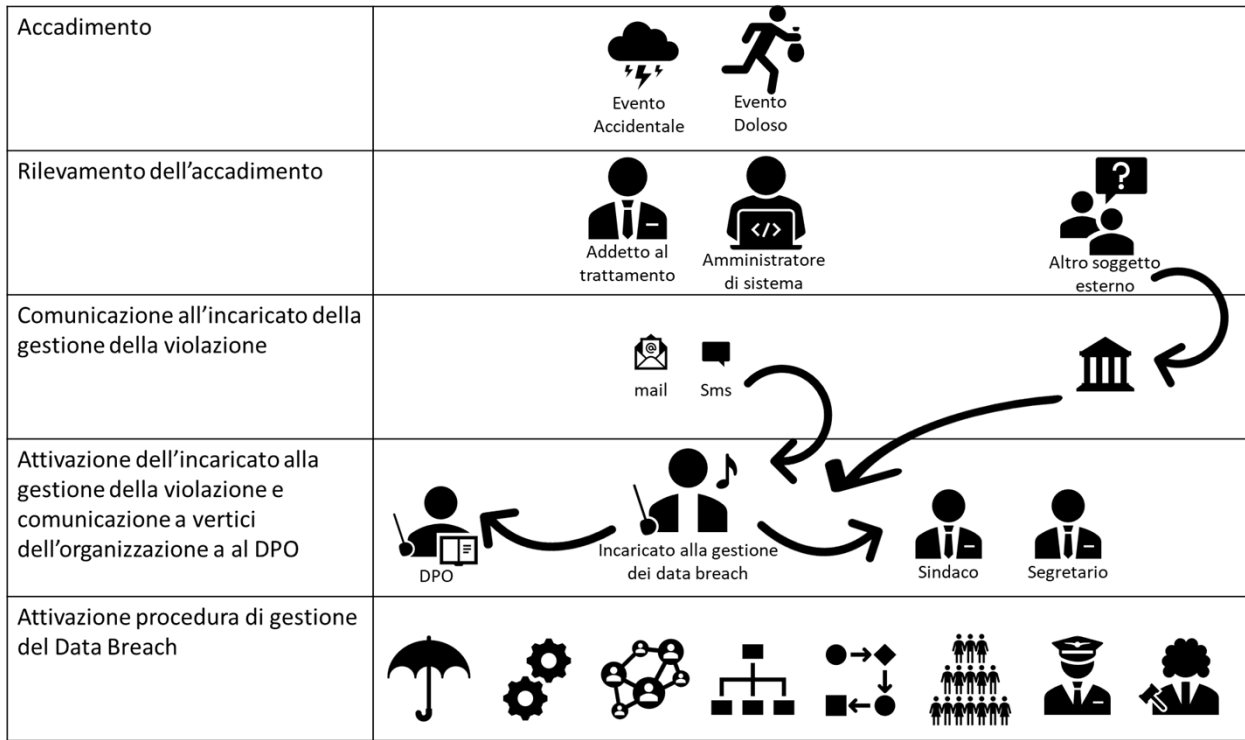 Accadimento
Evento
Accidentale
Evento
Doloso
Rilevamento dell’accadimento
?
</>
Addetto al
trattamento
Amministratore
di sistema
Altro soggetto
esterno
Comunicazione all’incaricato della
gestione della violazione
@
mail
Sms
Attivazione dell’incaricato alla
gestione della violazione e
comunicazione a vertici
dell’organizzazione a al DPO
DPO
Incaricato alla gestione
dei data breach
Sindaco
Segretario
Attivazione procedura di gestione
del Data Breach